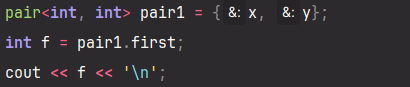 pair<int, int> pair1 = { &: x, &: y};
int f = pair1.first;
cout << f << '\n';